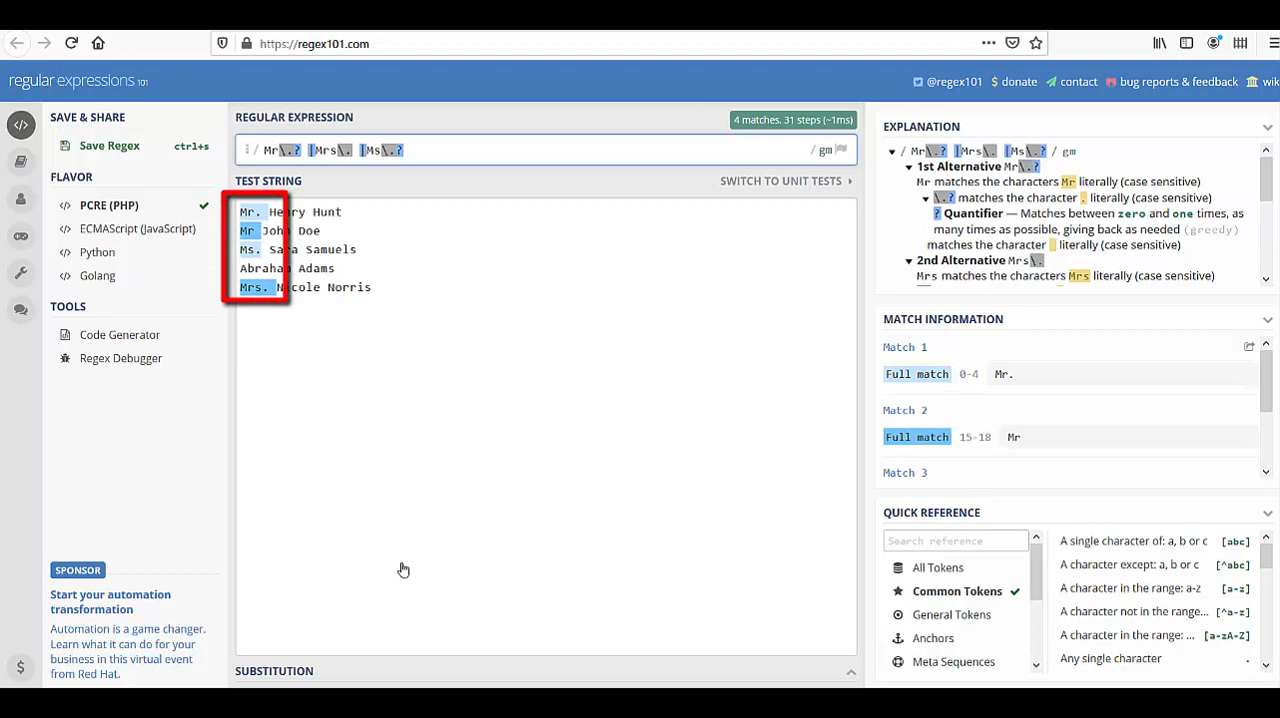 https://regex101.com
regular expressions 101
@regex101 donate contact bug reports & feedback wik
SAVE & SHARE
Save Regex ctrl+s
FLAVOR
PCRE (PHP)
ECMAScript (JavaScript)
Python
Golang
TOOLS
Code Generator
Regex Debugger
SPONSOR
Start your automation
transformation
Automation is a game changer.
Learn what it can do for your
business in this virtual event
from Red Hat.
REGULAR EXPRESSION
4 matches, 31 steps (~1ms)
/ Mr\.? |Mrs\. |Ms\.? / gm
TEST STRING
SWITCH TO UNIT TESTS
Mr. Henry Hunt
Mr John Doe
Ms. Sara Samuels
Abraham Adams
Mrs. Nicole Norris
SUBSTITUTION
EXPLANATION
/ Mr\.? |Mrs\. |Ms\.? / gm
1st Alternative Mr\.?
Mr matches the characters Mr literally (case sensitive)
\.? matches the character . literally (case sensitive)
? Quantifier — Matches between zero and one times, as
many times as possible, giving back as needed (greedy)
matches the character literally (case sensitive)
2nd Alternative Mrs\.
Mrs matches the characters Mrs literally (case sensitive)
MATCH INFORMATION
Match 1
Full match 0-4 Mr.
Match 2
Full match 15-18 Mr
Match 3
QUICK REFERENCE
Search reference
All Tokens
Common Tokens
General Tokens
Anchors
Meta Sequences
A single character of: a, b or c [abc]
A character except: a, b or c [^abc]
A character in the range: a-z [a-z]
A character not in the range... [^a-z]
A character in the range: ... [a-zA-Z]
Any single character .
$